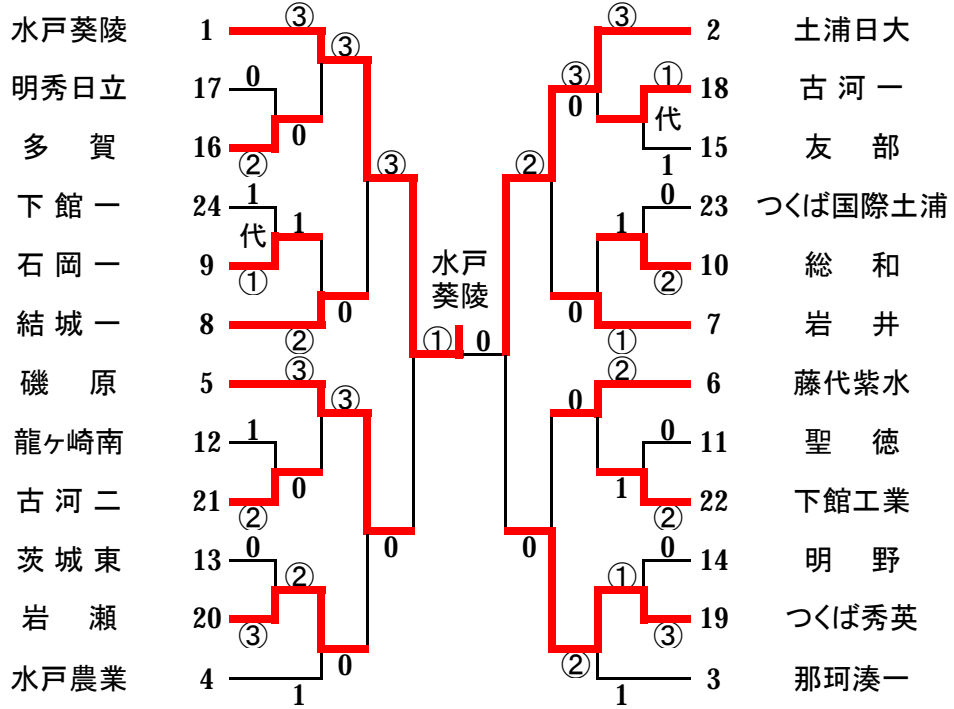 ③ ③
水戸葵陵 1 ③ 2 土浦日大
0 ③ ①
明秀日立 17 0 18 古河一
0 代
多 賀 16 15 友 部
② ③ ② 1
1 0
下館一 24 1 1 23 つくば国際土浦
代
石岡一 9 水戸 10 総 和
① 葵陵 ②
0 0
結城一 8 7 岩 井
② ① 0 ①
③ ②
磯 原 5 ③ 0 6 藤代紫水
1 0
龍ヶ崎南 12 11 聖 徳
0 1
古河二 21 22 下館工業
② ②
0 0 0 0
茨城東 13 ② ① 14 明 野
岩 瀬 20 19 つくば秀英
③ ③
0 ②
水戸農業 4 3 那珂湊一
1 1